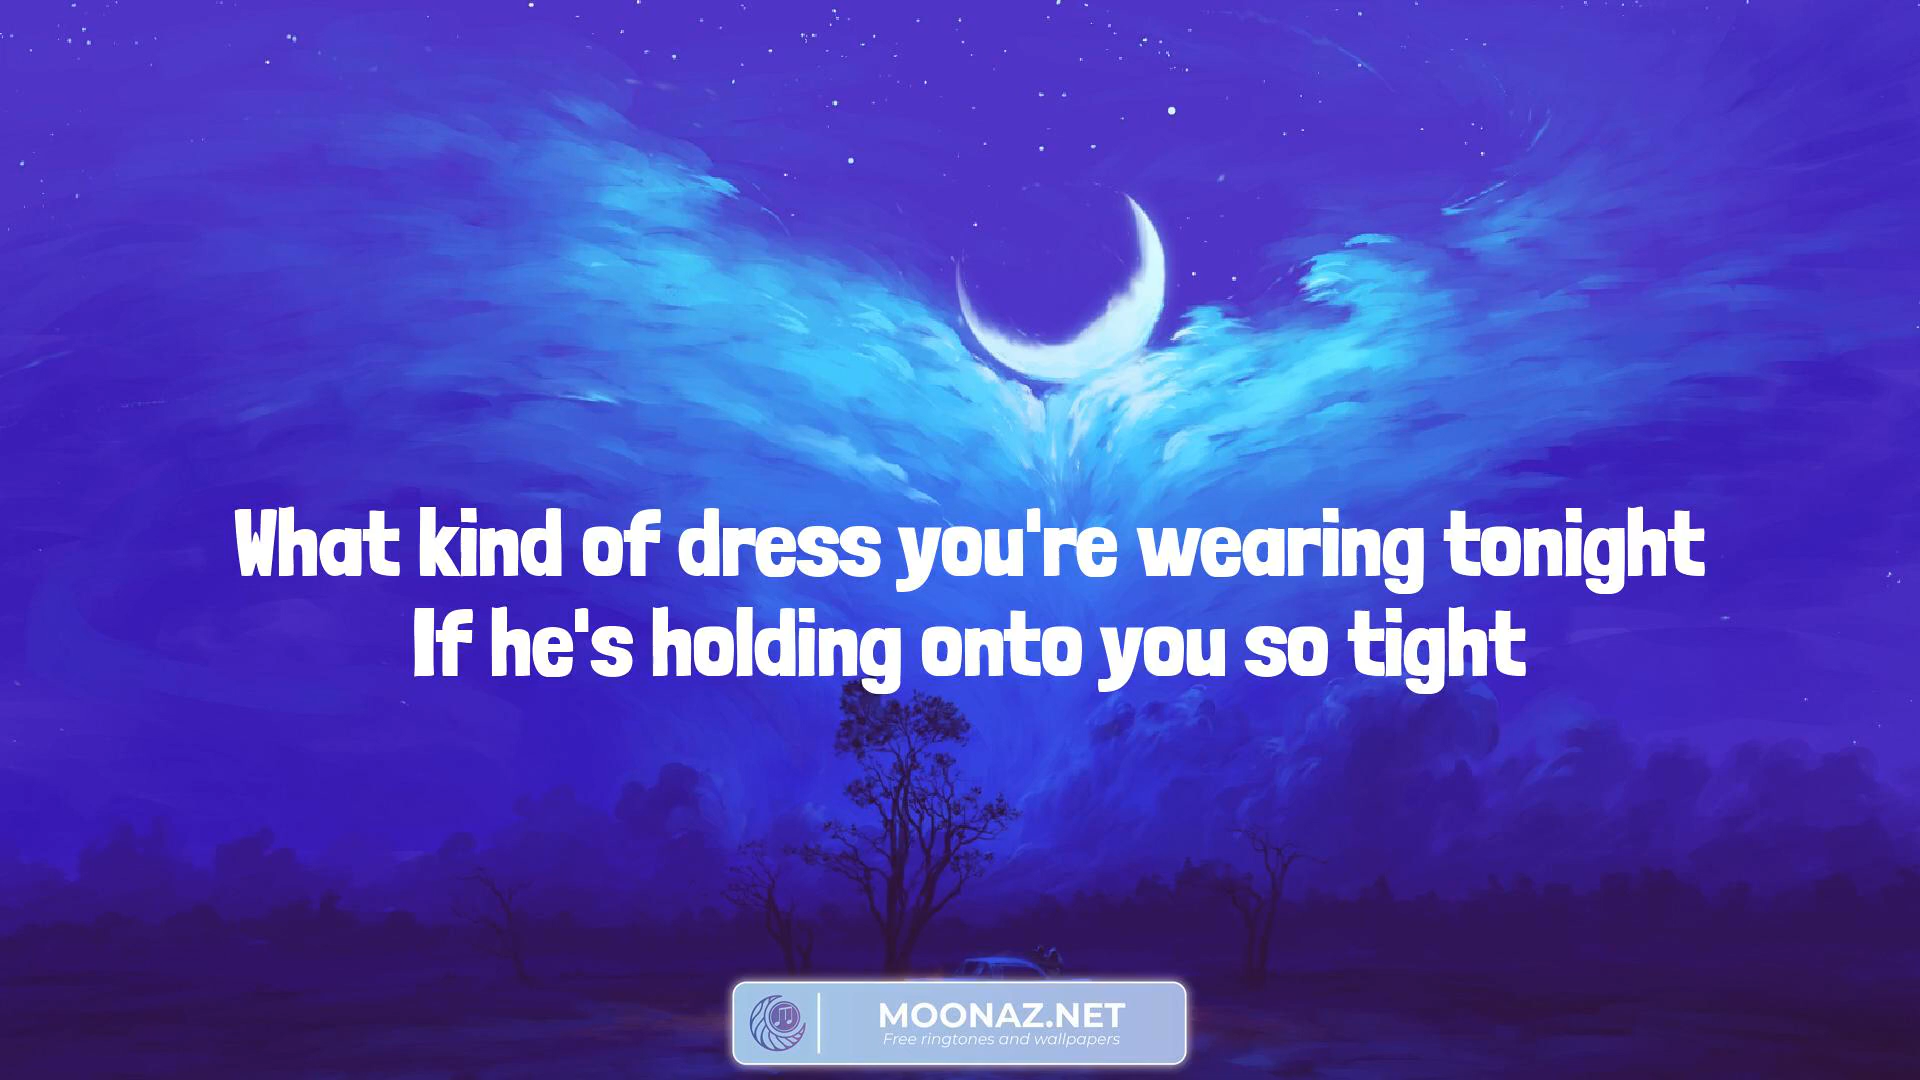 What kind of dress you're wearing tonight
If he's holding onto you so tight
MOONAZ.NET
Free ringtones and wallpapers